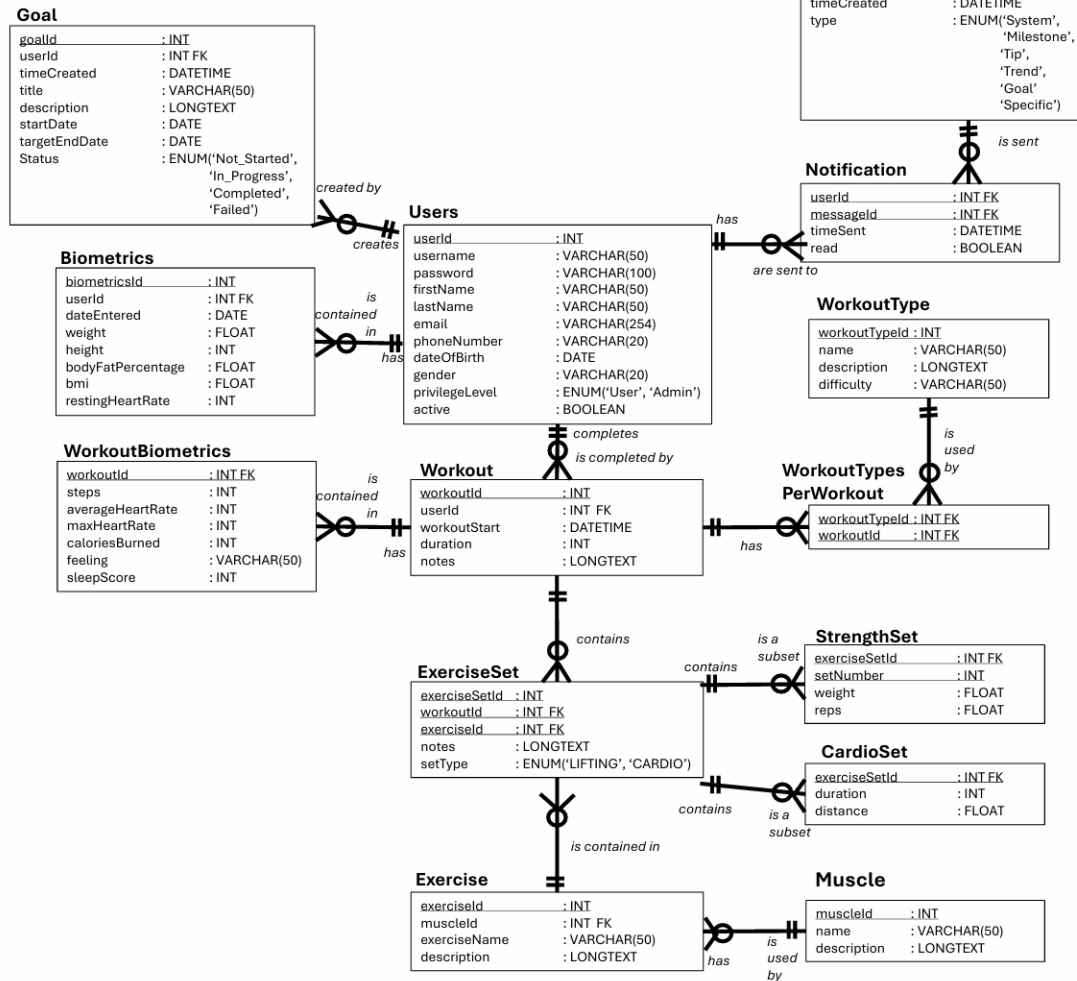 Goal
goalId : INT
userId : INT FK
timeCreated : DATETIME
title : VARCHAR(50)
description : LONGTEXT
startDate : DATE
targetEndDate : DATE
Status : ENUM(‘Not_Started’,
‘In_Progress’,
‘Completed’,
‘Failed’)
timeCreated : DATETIME
type : ENUM(‘System’,
‘Milestone’,
‘Tip’,
‘Trend’,
‘Goal’
‘Specific’)
is sent
created by
creates
Users
userId : INT
username : VARCHAR(50)
password : VARCHAR(100)
firstName : VARCHAR(50)
lastName : VARCHAR(50)
email : VARCHAR(254)
phoneNumber : VARCHAR(20)
dateOfBirth : DATE
gender : VARCHAR(20)
privilegeLevel : ENUM(‘User’, ‘Admin’)
active : BOOLEAN
has
are sent to
Notification
userId : INT FK
messageId : INT FK
timeSent : DATETIME
read : BOOLEAN
Biometrics
biometricsId : INT
userId : INT FK
dateEntered : DATE
weight : FLOAT
height : INT
bodyFatPercentage : FLOAT
bmi : FLOAT
restingHeartRate : INT
is
contained
in
has
WorkoutType
workoutTypeId : INT
name : VARCHAR(50)
description : LONGTEXT
difficulty : VARCHAR(50)
completes
is completed by
is
used
by
WorkoutBiometrics
workoutId : INT FK
steps : INT
averageHeartRate : INT
maxHeartRate : INT
caloriesBurned : INT
feeling : VARCHAR(50)
sleepScore : INT
is
contained
in
has
Workout
workoutId : INT
userId : INT FK
workoutStart : DATETIME
duration : INT
notes : LONGTEXT
has
WorkoutTypes
PerWorkout
workoutTypeId : INT FK
workoutId : INT FK
contains
ExerciseSet
exerciseSetId : INT
workoutId : INT FK
exerciseId : INT FK
notes : LONGTEXT
setType : ENUM(‘LIFTING’, ‘CARDIO’)
contains
is a
subset
StrengthSet
exerciseSetId : INT FK
setNumber : INT
weight : FLOAT
reps : FLOAT
contains
is a
subset
CardioSet
exerciseSetId : INT FK
duration : INT
distance : FLOAT
is contained in
Exercise
exerciseId : INT
muscleId : INT FK
exerciseName : VARCHAR(50)
description : LONGTEXT
has
is
used
by
Muscle
muscleId : INT
name : VARCHAR(50)
description : LONGTEXT